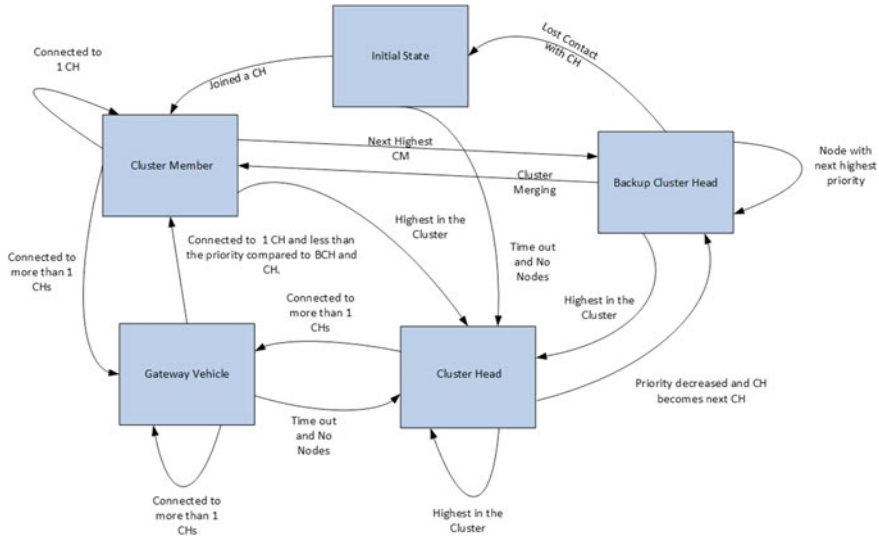 Connected to
1 CH
Initial State
Lost Contact
with CH
Joined a CH
Cluster Member
Next Highest
CM
Cluster
Merging
Backup Cluster Head
Node with
next highest
priority
Highest in the
Cluster
Connected to 1 CH and less than
the priority compared to BCH and
CH.
Time out
and No
Nodes
Connected to
more than 1
CHs
Connected to
more than 1
CHs
Highest in the
Cluster
Gateway Vehicle
Cluster Head
Priority decreased and CH
becomes next CH
Time out
and No
Nodes
Connected to
more than 1
CHs
Highest in the
Cluster